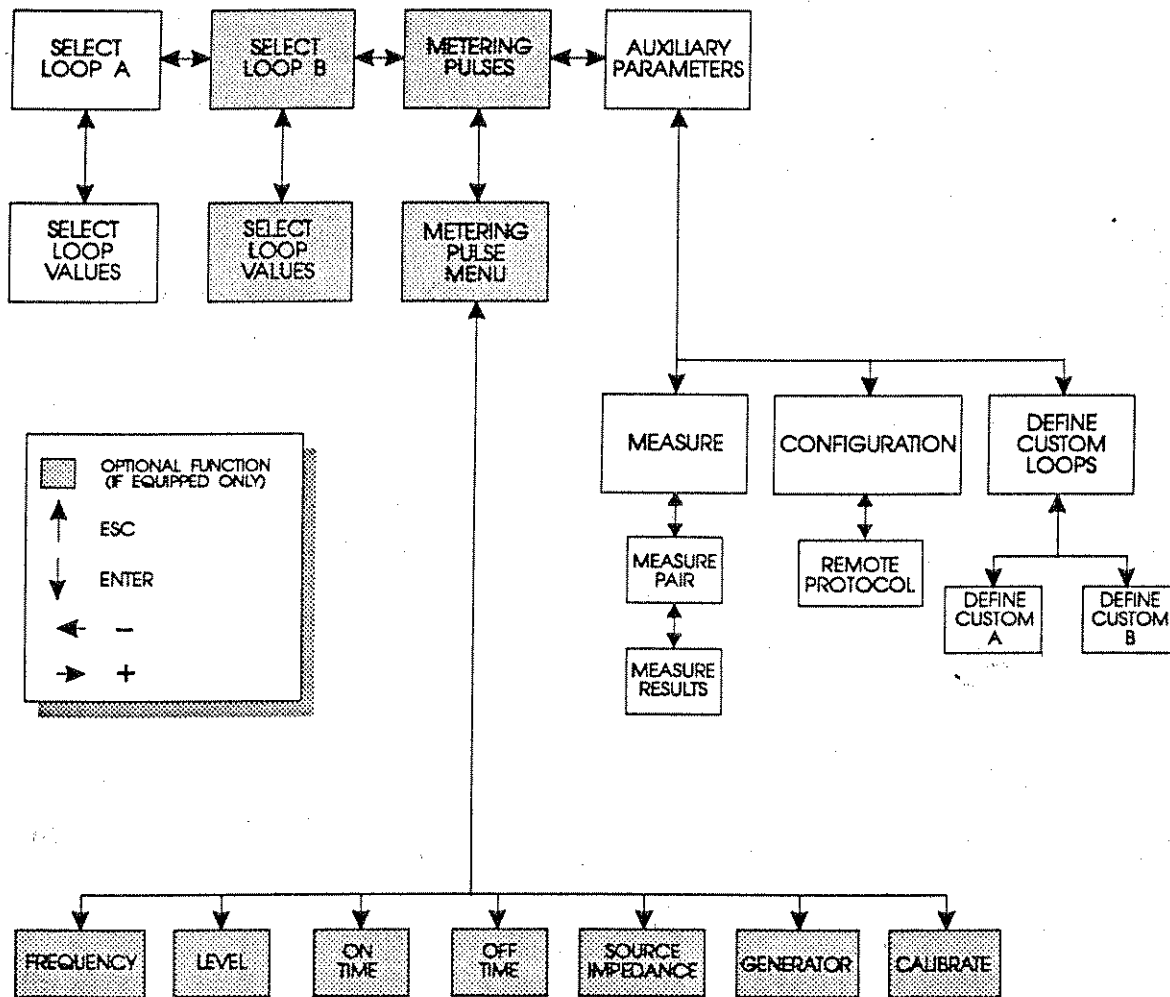 SELECT
LOOP A
SELECT
LOOP B
METERING
PULSES
AUXILIARY
PARAMETERS
SELECT
LOOP
VALUES
SELECT
LOOP
VALUES
METERING
PULSE
MENU
MEASURE
CONFIGURATION
DEFINE
CUSTOM
LOOPS
OPTIONAL FUNCTION
(IF EQUIPPED ONLY)
ESC
ENTER
−
+
MEASURE
PAIR
REMOTE
PROTOCOL
DEFINE
CUSTOM
A
DEFINE
CUSTOM
B
MEASURE
RESULTS
FREQUENCY
LEVEL
ON
TIME
OFF
TIME
SOURCE
IMPEDANCE
GENERATOR
CALIBRATE